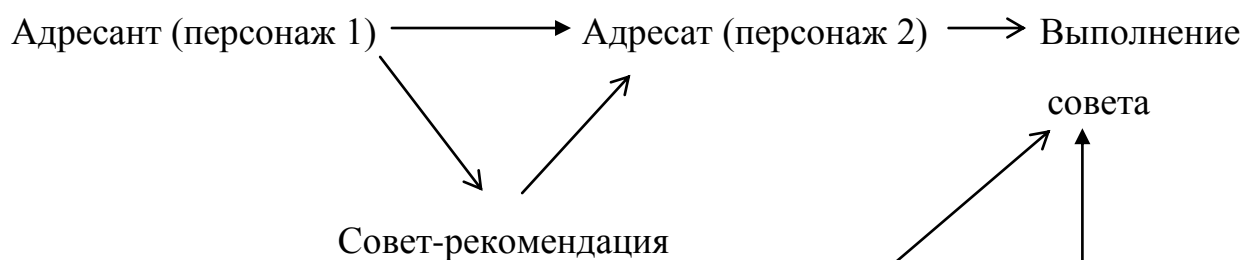 Адресант (персонаж 1) Адресат (персонаж 2) Выполнение
совета
Совет-рекомендация